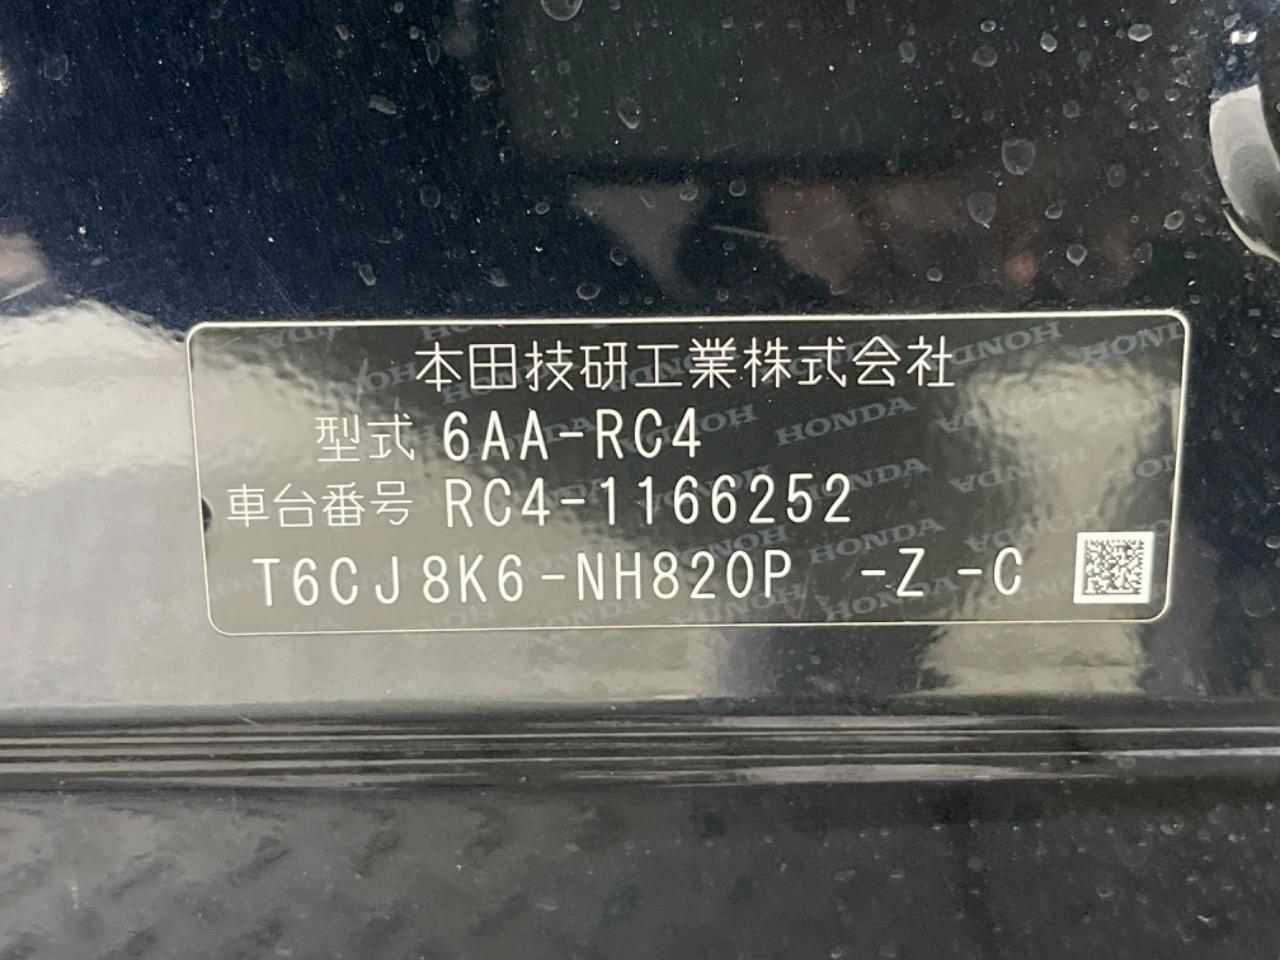 本田技研工業株式会社
型式 6AA-RC4
車台番号 RC4-1166252
T6CJ8K6-NH820P -Z -C